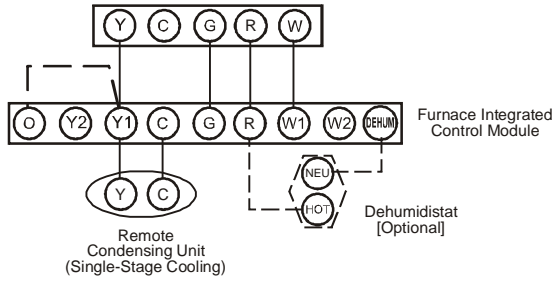 Y C G R W
O Y2 Y1 C G R W1 W2 DEHUM
Furnace Integrated
Control Module
Y C
NEU
HOT
Dehumidistat
[Optional]
Remote
Condensing Unit
(Single-Stage Cooling)